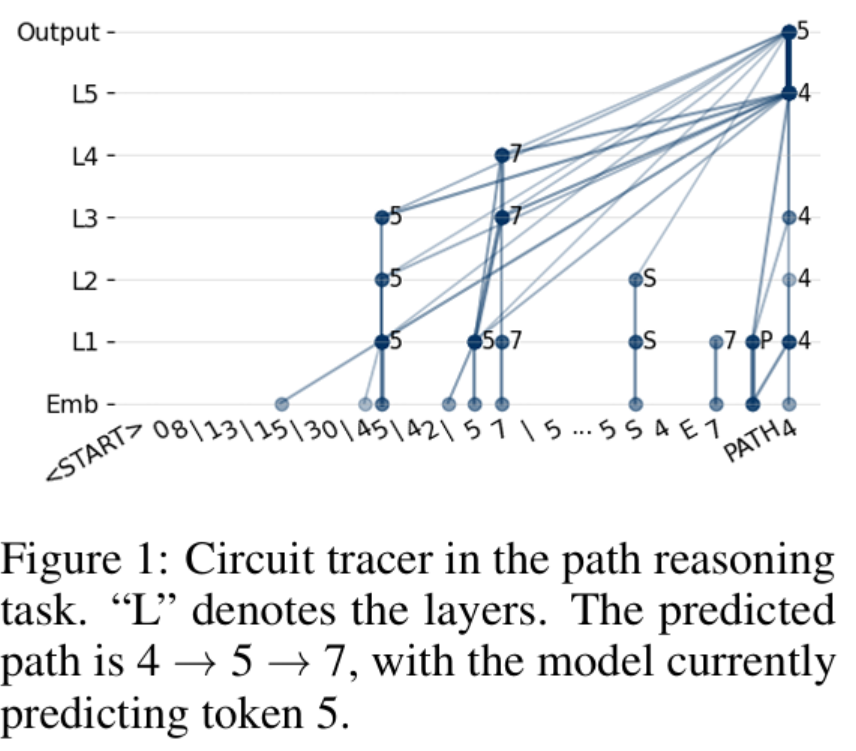 Output
5
L5
4
L4
7
L3
5
7
4
L2
5
S
4
L1
5
5
7
S
7
P
4
Emb
<START> 08\13\15\30\45\42\ 5 7 \ 5 ... 5 S 4 E 7 PATH4
Figure 1: Circuit tracer in the path reasoning
task. “L” denotes the layers. The predicted
path is 4 → 5 → 7, with the model currently
predicting token 5.